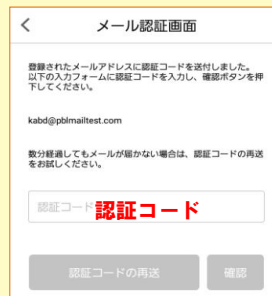 メール認証画面
登録されたメールアドレスに認証コードを送付しました。
以下の入力フォームに認証コードを入力し、確認ボタンを押
下してください。
kabd@pblmailtest.com
数分経過してもメールが届かない場合は、認証コードの再送
をお試しください。
認証コード
認証コード
認証コードの再送
確認